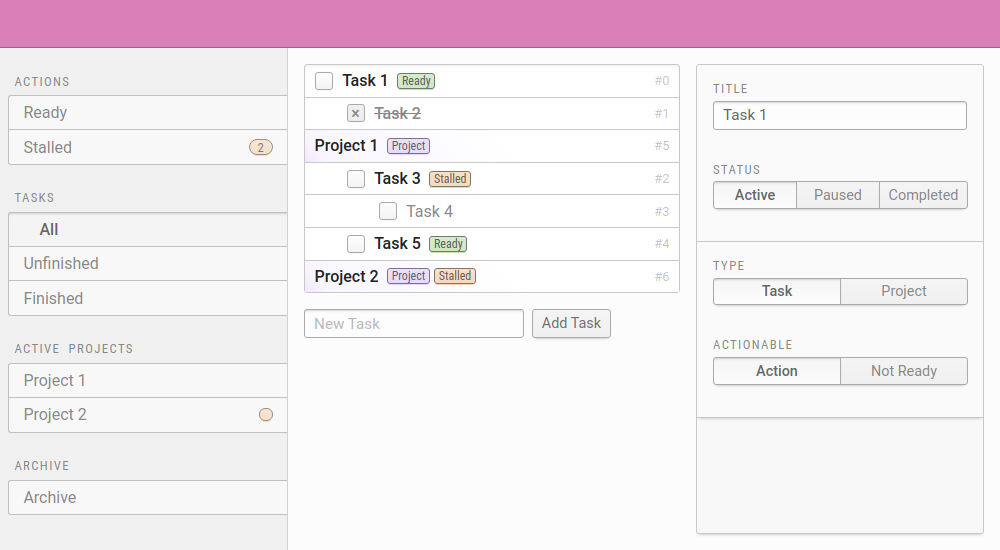 ACTIONS
Ready
Stalled 2
TASKS
All
Unfinished
Finished
ACTIVE PROJECTS
Project 1
Project 2
ARCHIVE
Archive
Task 1 Ready #0
× Task 2 #1
Project 1 Project #5
Task 3 Stalled #2
Task 4 #3
Task 5 Ready #4
Project 2 Project Stalled #6
New Task Add Task
TITLE
Task 1
STATUS
Active Paused Completed
TYPE
Task Project
ACTIONABLE
Action Not Ready